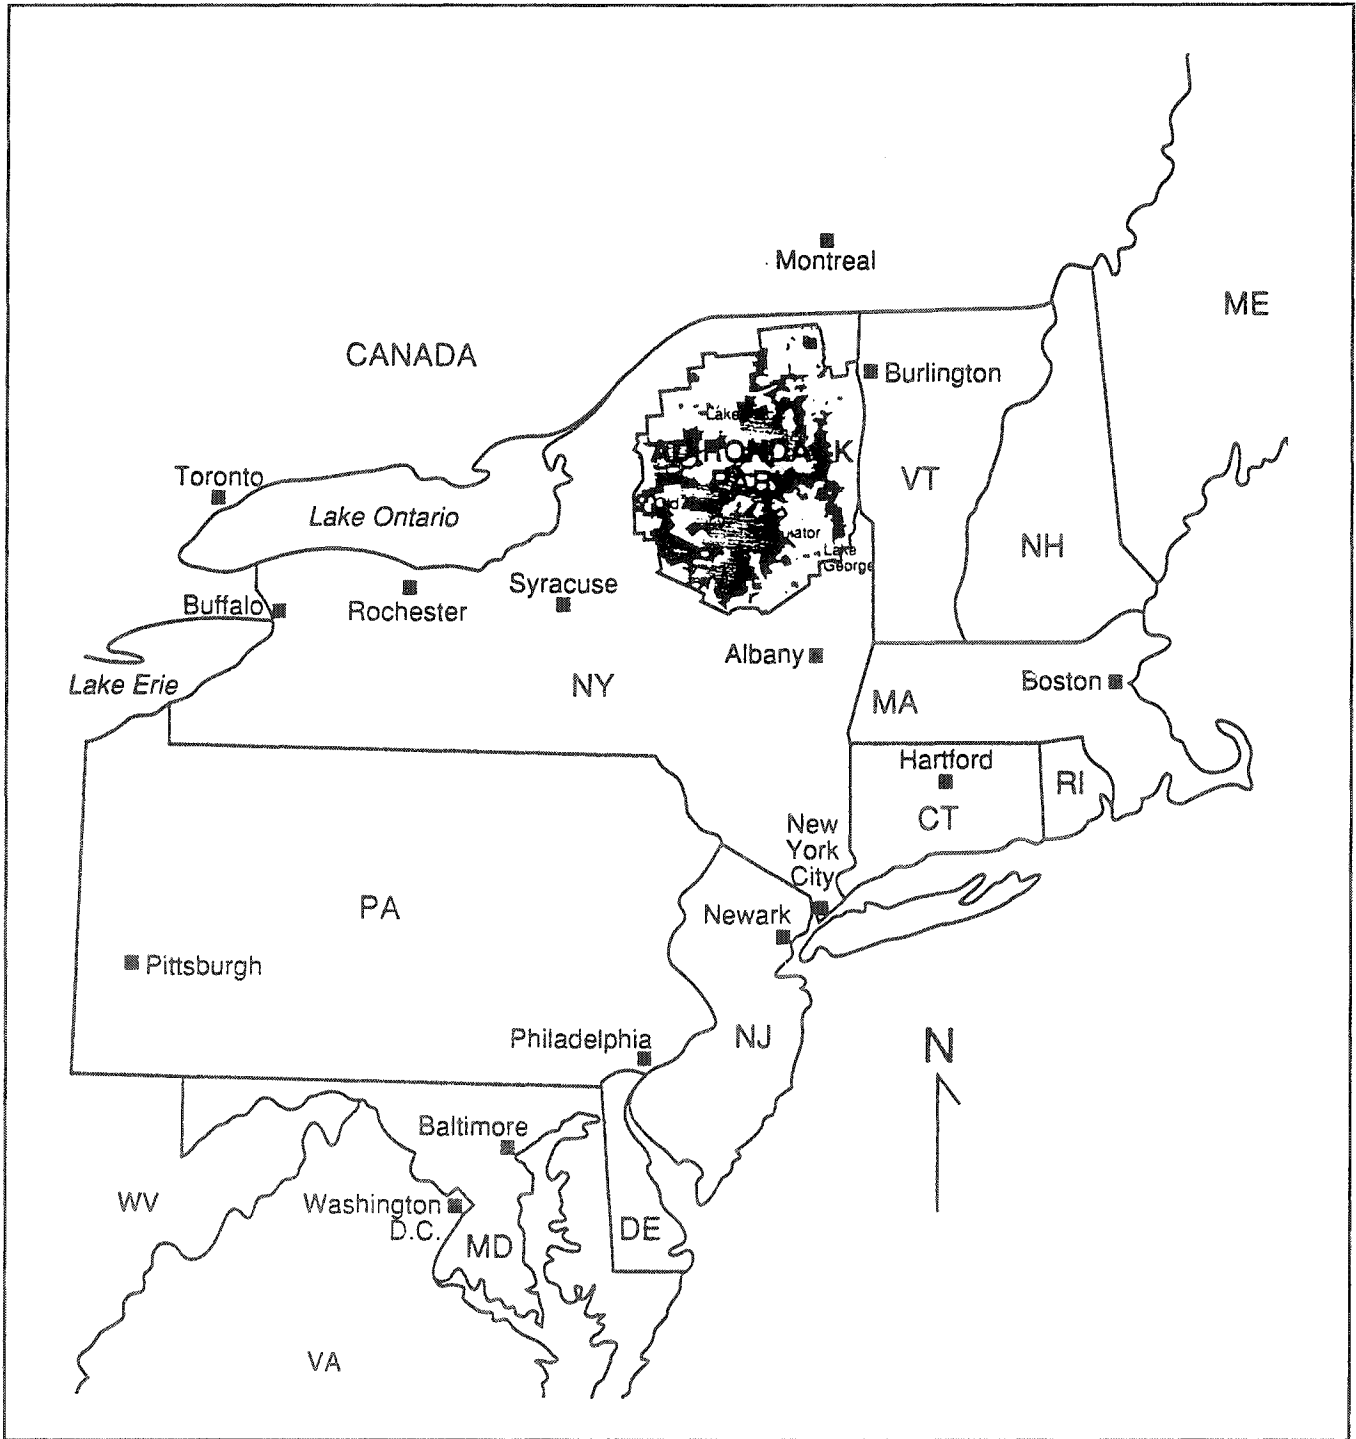 Montreal
ME
CANADA
Burlington
Lake
ADIRONDACK
PARK
Toronto
VT
Lake Ontario
NH
Lake
George
Syracuse
Buffalo
Rochester
Albany
Lake Erie
NY
Boston
MA
Hartford
RI
CT
New
York
City
PA
Newark
Pittsburgh
NJ
Philadelphia
N
Baltimore
WV
Washington
D.C.
DE
MD
VA